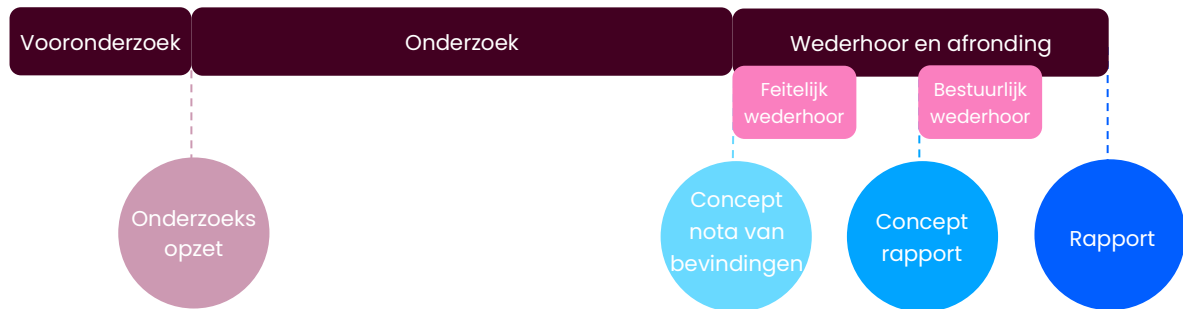 Vooronderzoek
Onderzoek
Wederhoor en afronding
Feitelijk
wederhoor
Bestuurlijk
wederhoor
Onderzoeks
opzet
Concept
nota van
bevindingen
Concept
rapport
Rapport